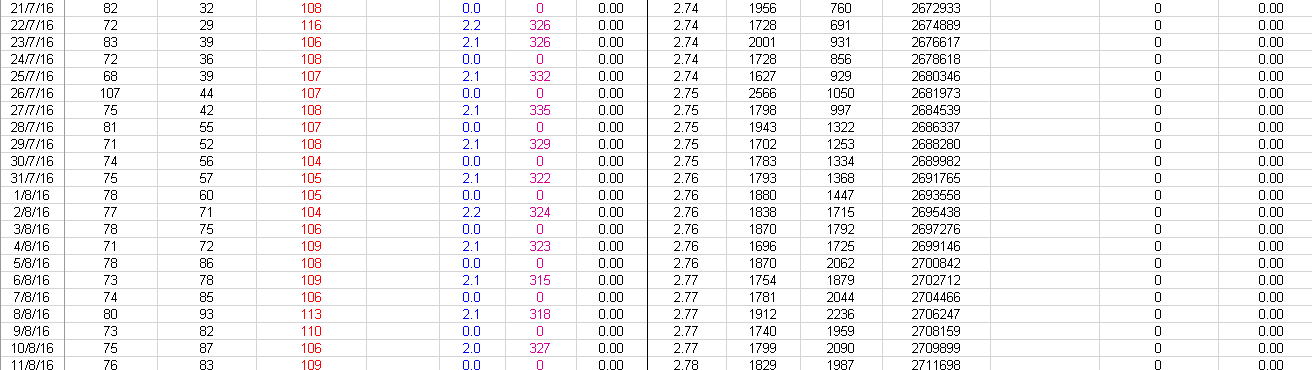 21/7/16 82 32 108 0.0 0 0.00 2.74 1956 760 2672933 0 0.00
22/7/16 72 29 116 2.2 326 0.00 2.74 1728 691 2674889 0 0.00
23/7/16 83 39 106 2.1 326 0.00 2.74 2001 931 2676617 0 0.00
24/7/16 72 36 108 0.0 0 0.00 2.74 1728 856 2678618 0 0.00
25/7/16 68 39 107 2.1 332 0.00 2.74 1627 929 2680346 0 0.00
26/7/16 107 44 107 0.0 0 0.00 2.75 2566 1050 2681973 0 0.00
27/7/16 75 42 108 2.1 335 0.00 2.75 1798 997 2684539 0 0.00
28/7/16 81 55 107 0.0 0 0.00 2.75 1943 1322 2686337 0 0.00
29/7/16 71 52 108 2.1 329 0.00 2.75 1702 1253 2688280 0 0.00
30/7/16 74 56 104 0.0 0 0.00 2.75 1783 1334 2689982 0 0.00
31/7/16 75 57 105 2.1 322 0.00 2.76 1793 1368 2691765 0 0.00
1/8/16 78 60 105 0.0 0 0.00 2.76 1880 1447 2693558 0 0.00
2/8/16 77 71 104 2.2 324 0.00 2.76 1838 1715 2695438 0 0.00
3/8/16 78 75 106 0.0 0 0.00 2.76 1870 1792 2697276 0 0.00
4/8/16 71 72 109 2.1 323 0.00 2.76 1696 1725 2699146 0 0.00
5/8/16 78 86 108 0.0 0 0.00 2.76 1870 2062 2700842 0 0.00
6/8/16 73 78 109 2.1 315 0.00 2.77 1754 1879 2702712 0 0.00
7/8/16 74 85 106 0.0 0 0.00 2.77 1781 2044 2704466 0 0.00
8/8/16 80 93 113 2.1 318 0.00 2.77 1912 2236 2706247 0 0.00
9/8/16 73 82 110 0.0 0 0.00 2.77 1740 1959 2708159 0 0.00
10/8/16 75 87 106 2.0 327 0.00 2.77 1799 2090 2709899 0 0.00
11/8/16 76 83 109 0.0 0 0.00 2.78 1829 1987 2711698 0 0.00